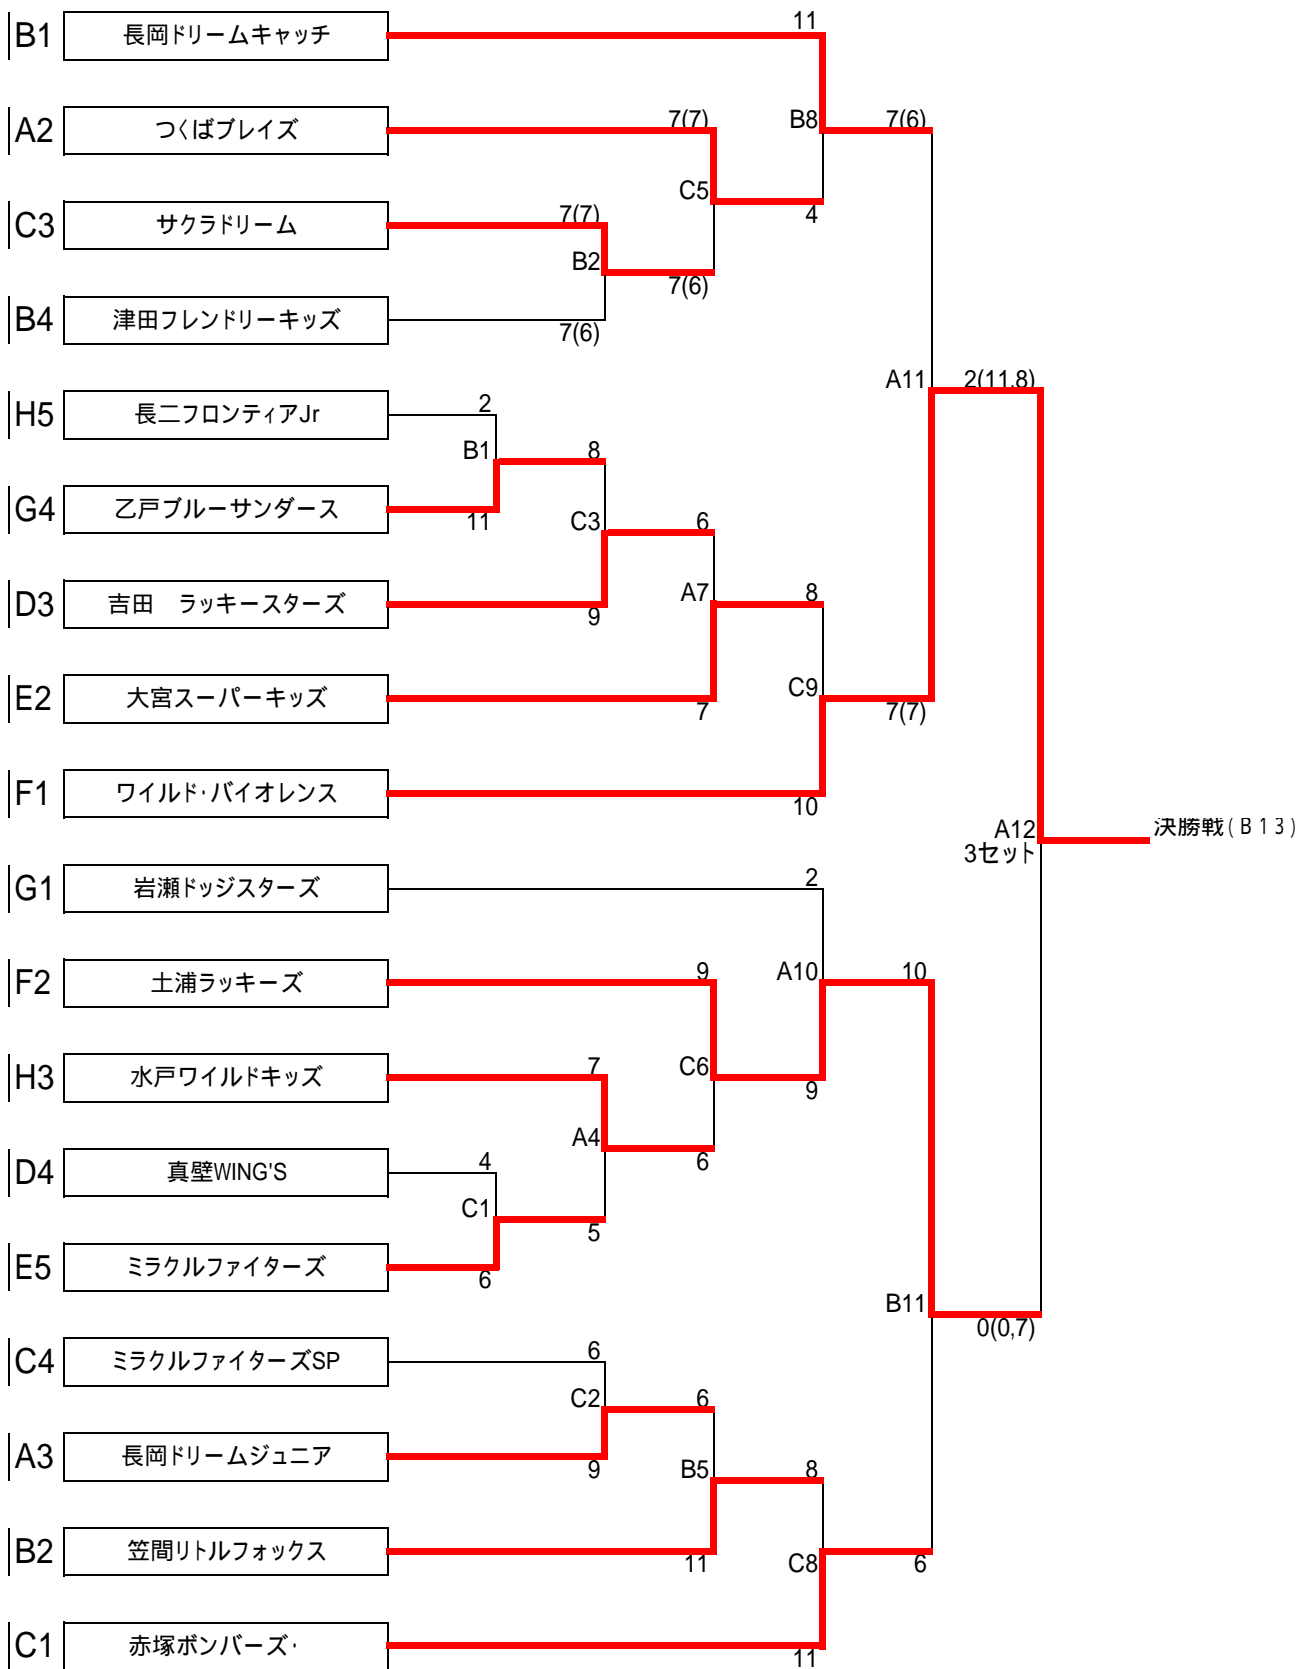 B1 長岡ドリームキャッチ 11
A2 つくばブレイズ 7(7) B8 7(6)
C5
C3 サクラドリーム 7(7) 4
B2
7(6)
B4 津田フレンドリーキッズ 7(6)
A11 2(11,8)
H5 長二フロンティアJr 2
B1 8
G4 乙戸ブルーサンダース 11 C3 6
D3 吉田　ラッキースターズ 9 A7 8
E2 大宮スーパーキッズ 7 C9 7(7)
F1 ワイルド・バイオレンス 10
A12 決勝戦(B13)
3セット
G1 岩瀬ドッジスターズ 2
F2 土浦ラッキーズ 9 A10 10
H3 水戸ワイルドキッズ 7 C6 9
A4
D4 真壁WING'S 4 6
C1 5
E5 ミラクルファイターズ 6
B11 0(0,7)
C4 ミラクルファイターズSP 6
C2 6
A3 長岡ドリームジュニア 9 B5 8
B2 笠間リトルフォックス 11 C8 6
C1 赤塚ボンバーズ・ 11